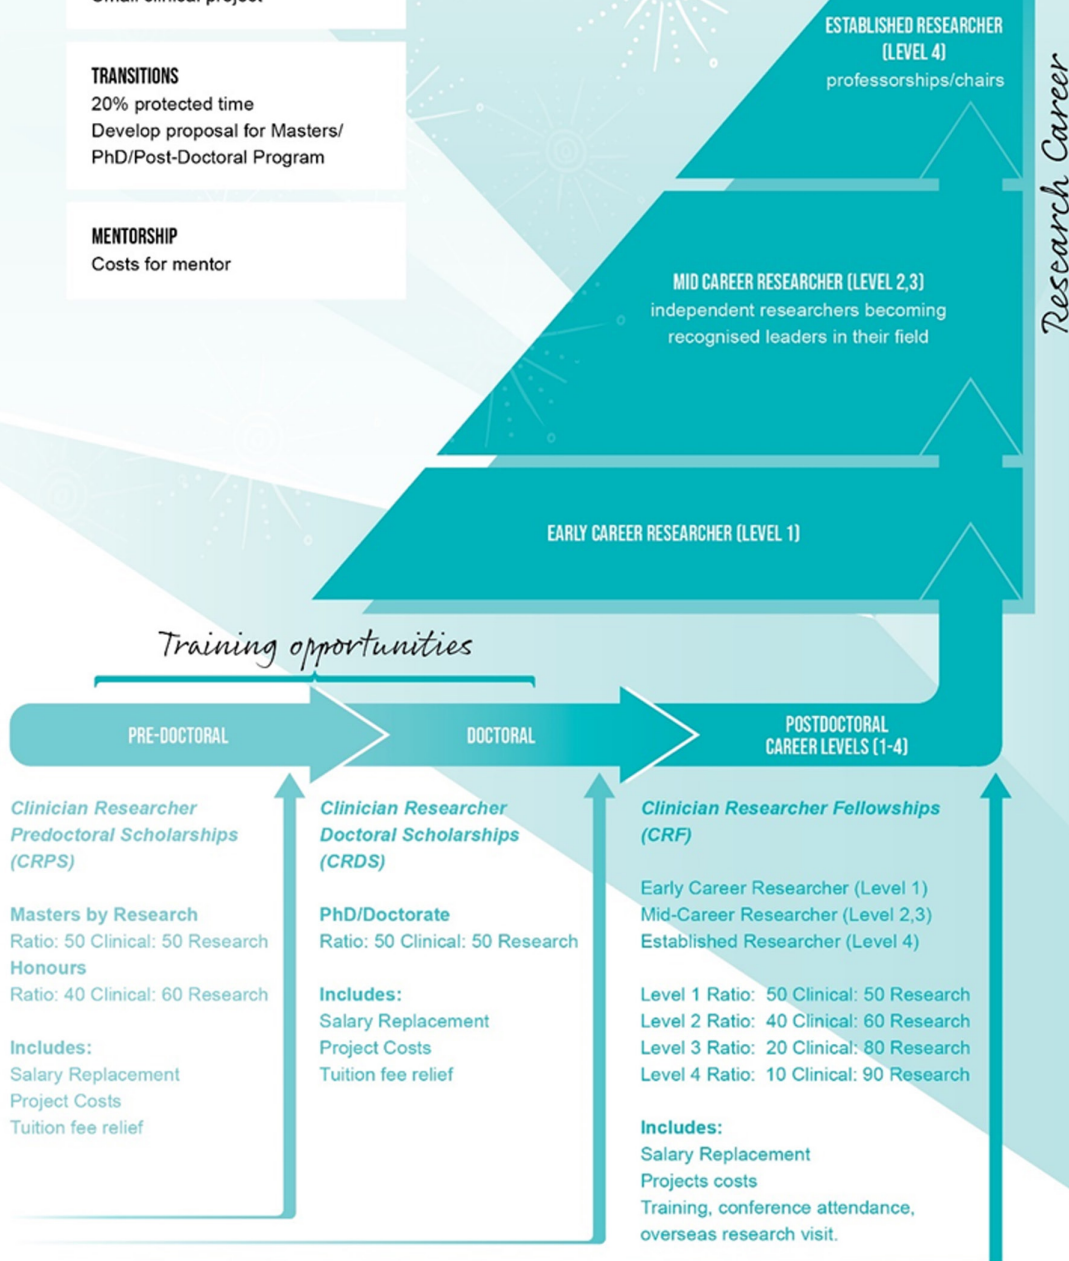 Small clinical project
TRANSITIONS
20% protected time
Develop proposal for Masters/
PhD/Post-Doctoral Program
MENTORSHIP
Costs for mentor
ESTABLISHED RESEARCHER
(LEVEL 4)
professorships/chairs
MID CAREER RESEARCHER (LEVEL 2,3)
independent researchers becoming
recognised leaders in their field
EARLY CAREER RESEARCHER (LEVEL 1)
Research Career
Training opportunities
PRE-DOCTORAL
DOCTORAL
POSTDOCTORAL
CAREER LEVELS (1-4)
Clinician Researcher
Predoctoral Scholarships
(CRPS)
Masters by Research
Ratio: 50 Clinical: 50 Research
Honours
Ratio: 40 Clinical: 60 Research
Includes:
Salary Replacement
Project Costs
Tuition fee relief
Clinician Researcher
Doctoral Scholarships
(CRDS)
PhD/Doctorate
Ratio: 50 Clinical: 50 Research
Includes:
Salary Replacement
Project Costs
Tuition fee relief
Clinician Researcher Fellowships
(CRF)
Early Career Researcher (Level 1)
Mid-Career Researcher (Level 2,3)
Established Researcher (Level 4)
Level 1 Ratio: 50 Clinical: 50 Research
Level 2 Ratio: 40 Clinical: 60 Research
Level 3 Ratio: 20 Clinical: 80 Research
Level 4 Ratio: 10 Clinical: 90 Research
Includes:
Salary Replacement
Projects costs
Training, conference attendance,
overseas research visit.